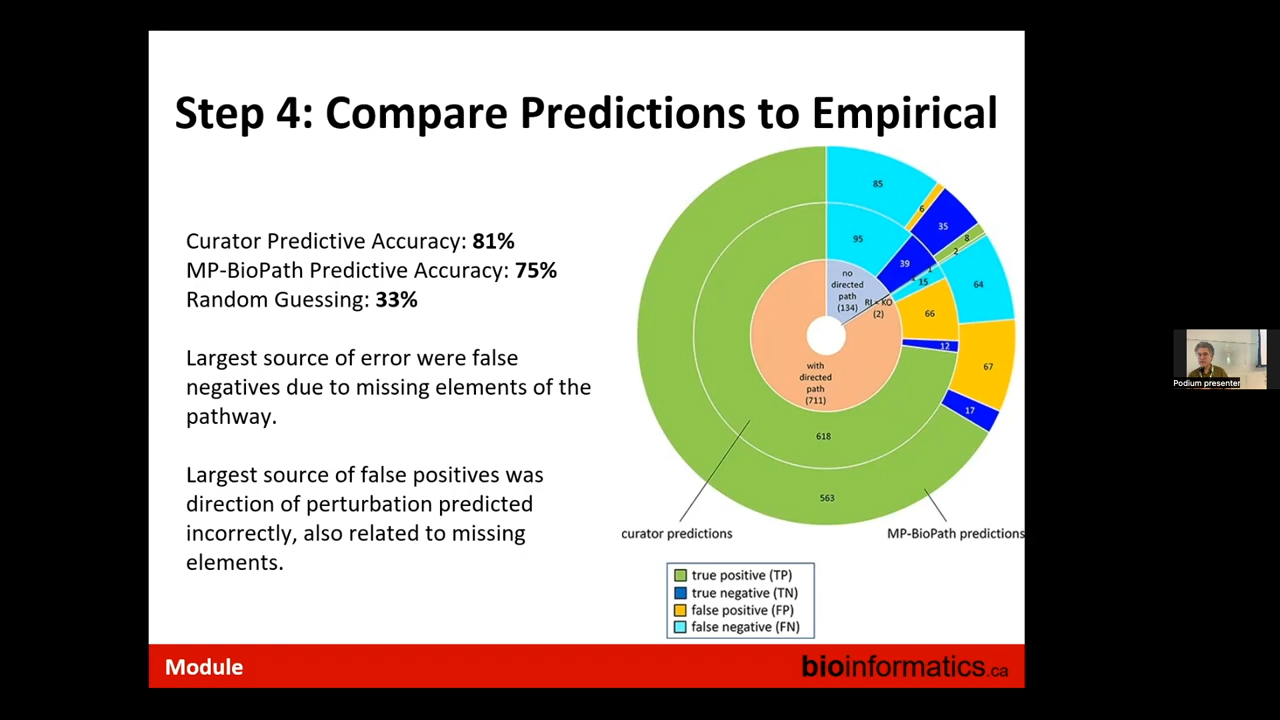 Step 4: Compare Predictions to Empirical
Curator Predictive Accuracy: 81%
MP-BioPath Predictive Accuracy: 75%
Random Guessing: 33%
Largest source of error were false
negatives due to missing elements of the
pathway.
Largest source of false positives was
direction of perturbation predicted
incorrectly, also related to missing
elements.
85
6
35
8
2
64
67
17
563
95
39
15
66
12
618
no
directed
path
(134)
RI < KO
(2)
with
directed
path
(711)
curator predictions
MP-BioPath predictions
true positive (TP)
true negative (TN)
false positive (FP)
false negative (FN)
Module
bioinformatics.ca
Podium presenter